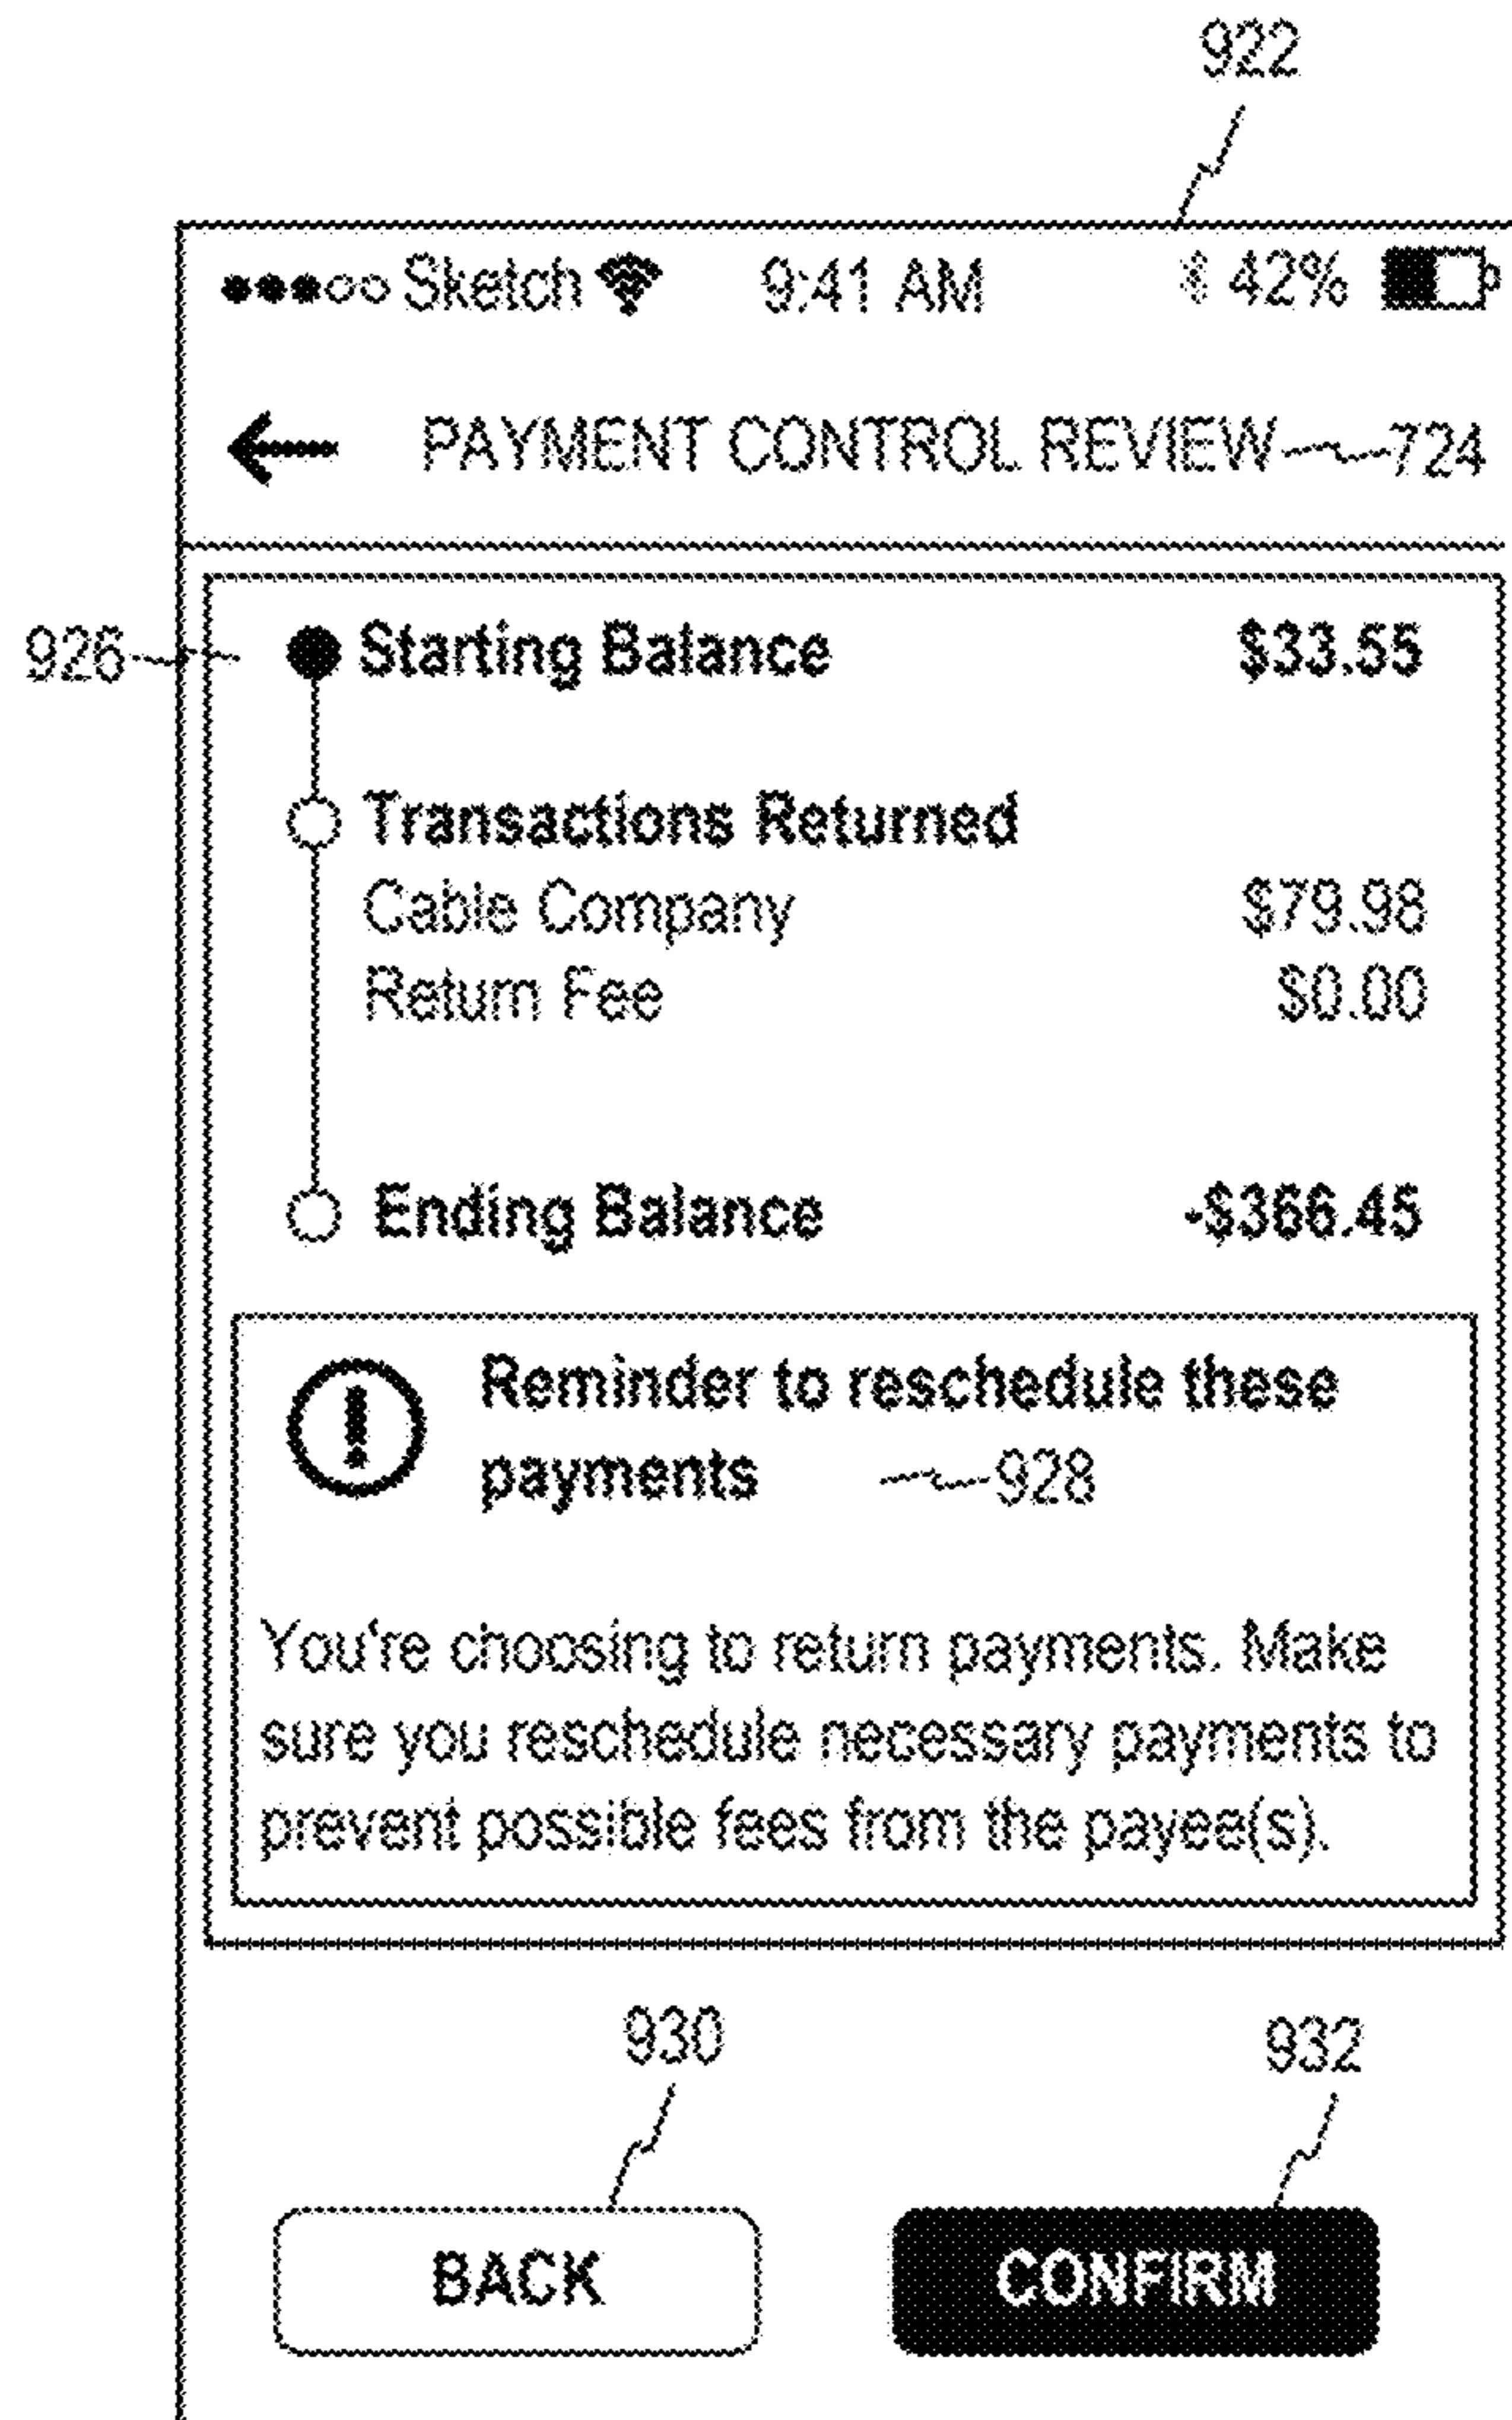 922
Sketch 9:41 AM 42%
PAYMENT CONTROL REVIEW 724
926 Starting Balance $33.55
Transactions Returned
Cable Company $79.98
Return Fee $0.00
Ending Balance -$366.45
Reminder to reschedule these
payments 928
You're choosing to return payments. Make
sure you reschedule necessary payments to
prevent possible fees from the payee(s).
930 932
BACK CONFIRM